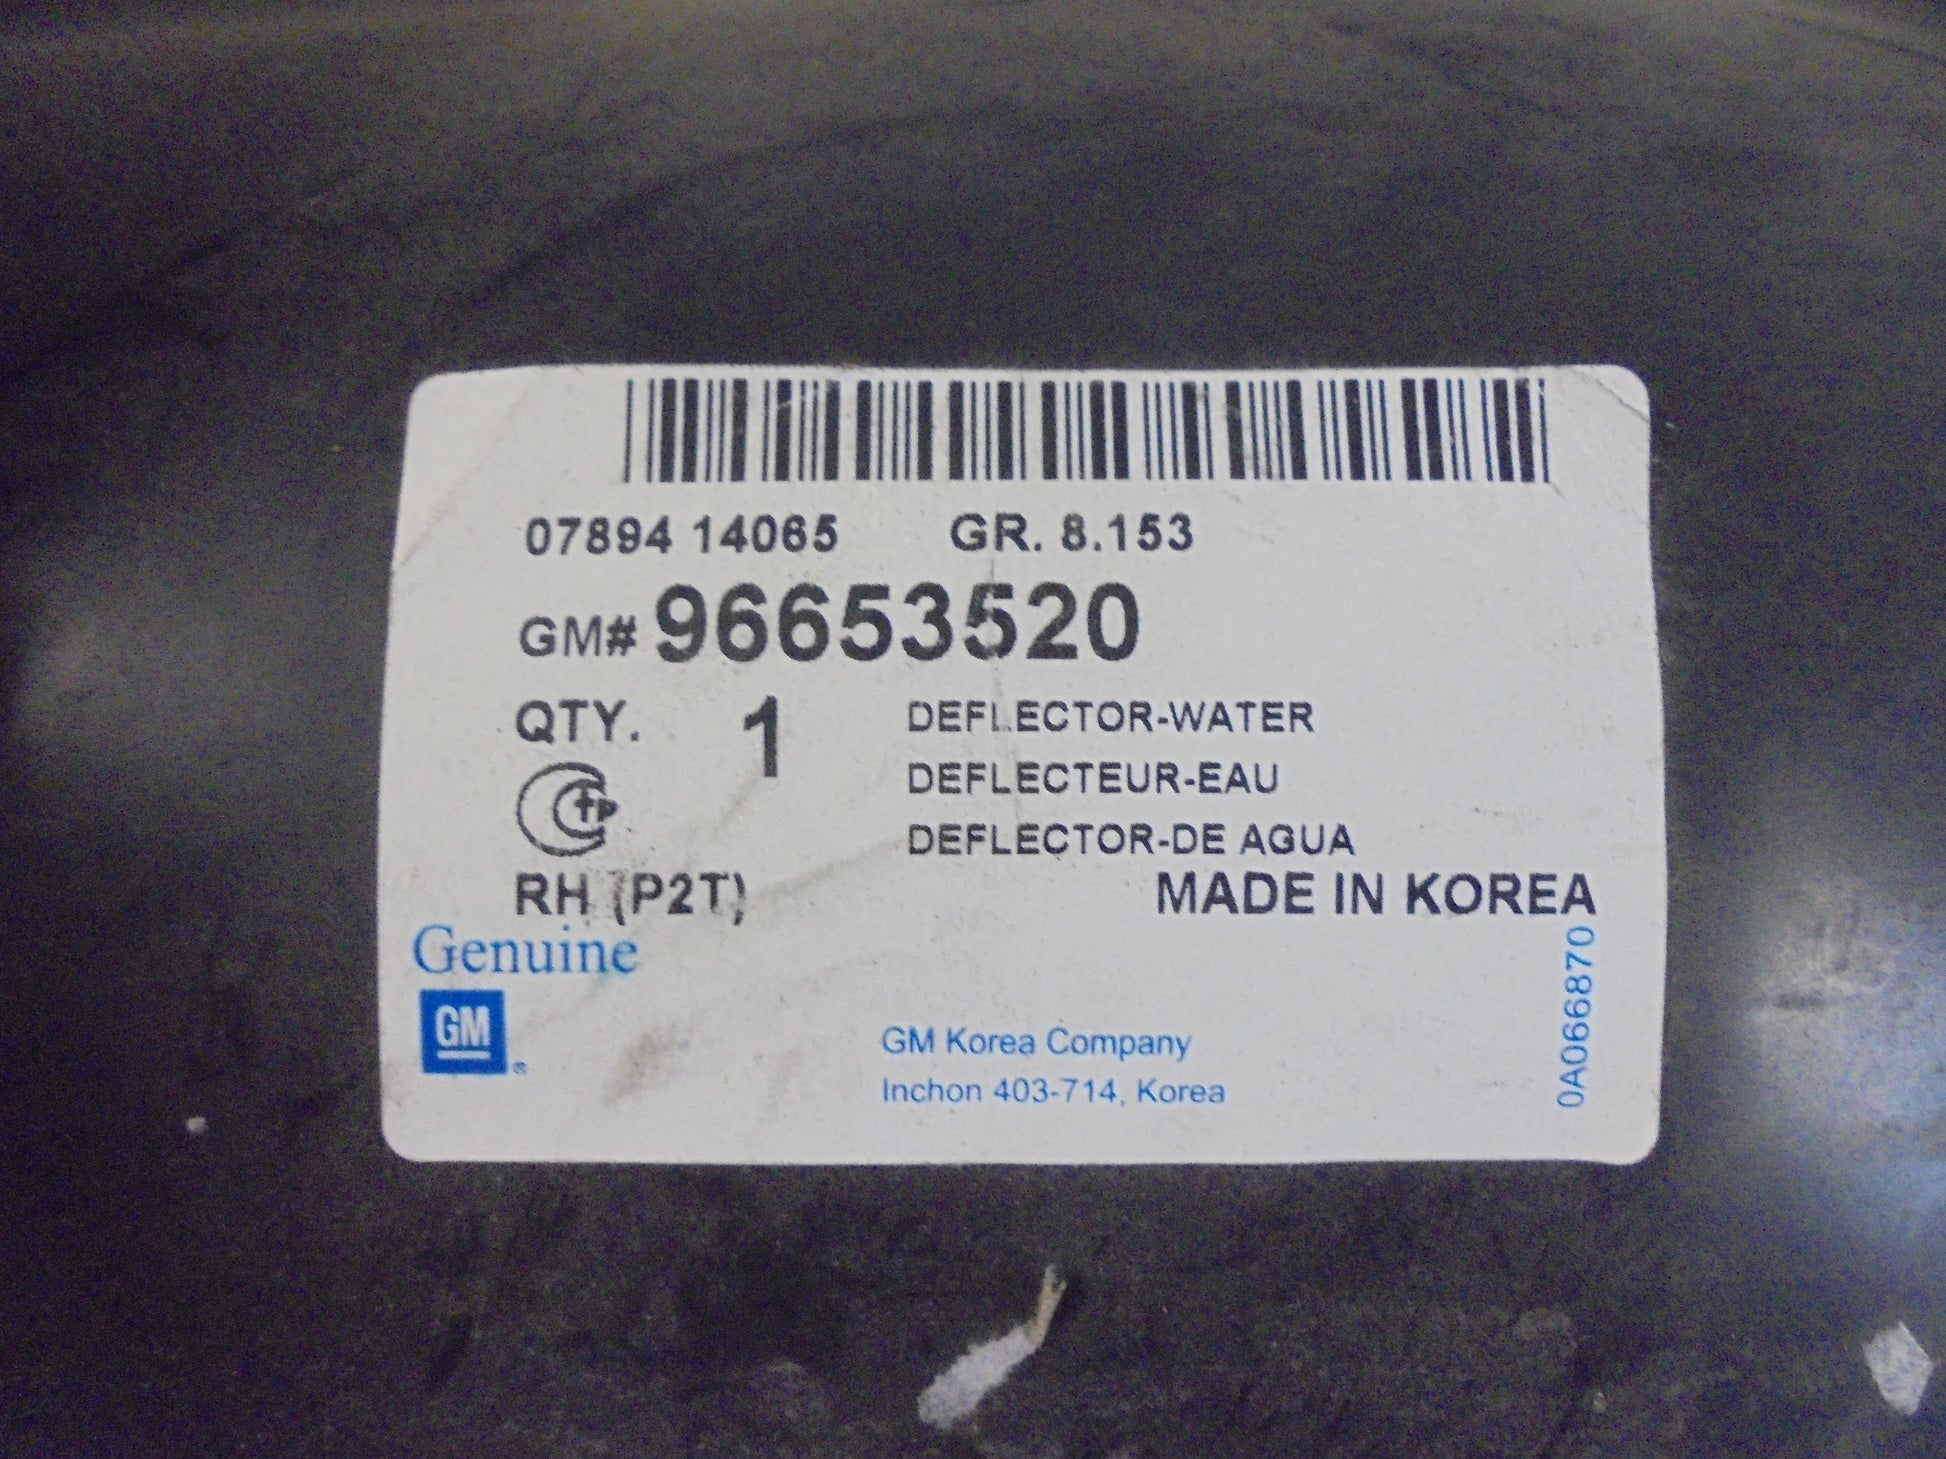 07894 14065 GR. 8.153
GM# 96653520
QTY. 1 DEFLECTOR-WATER
DEFLECTEUR-EAU
DEFLECTOR-DE AGUA
RH (P2T) MADE IN KOREA
Genuine
GM ®
GM Korea Company
Inchon 403-714, Korea
0A066870